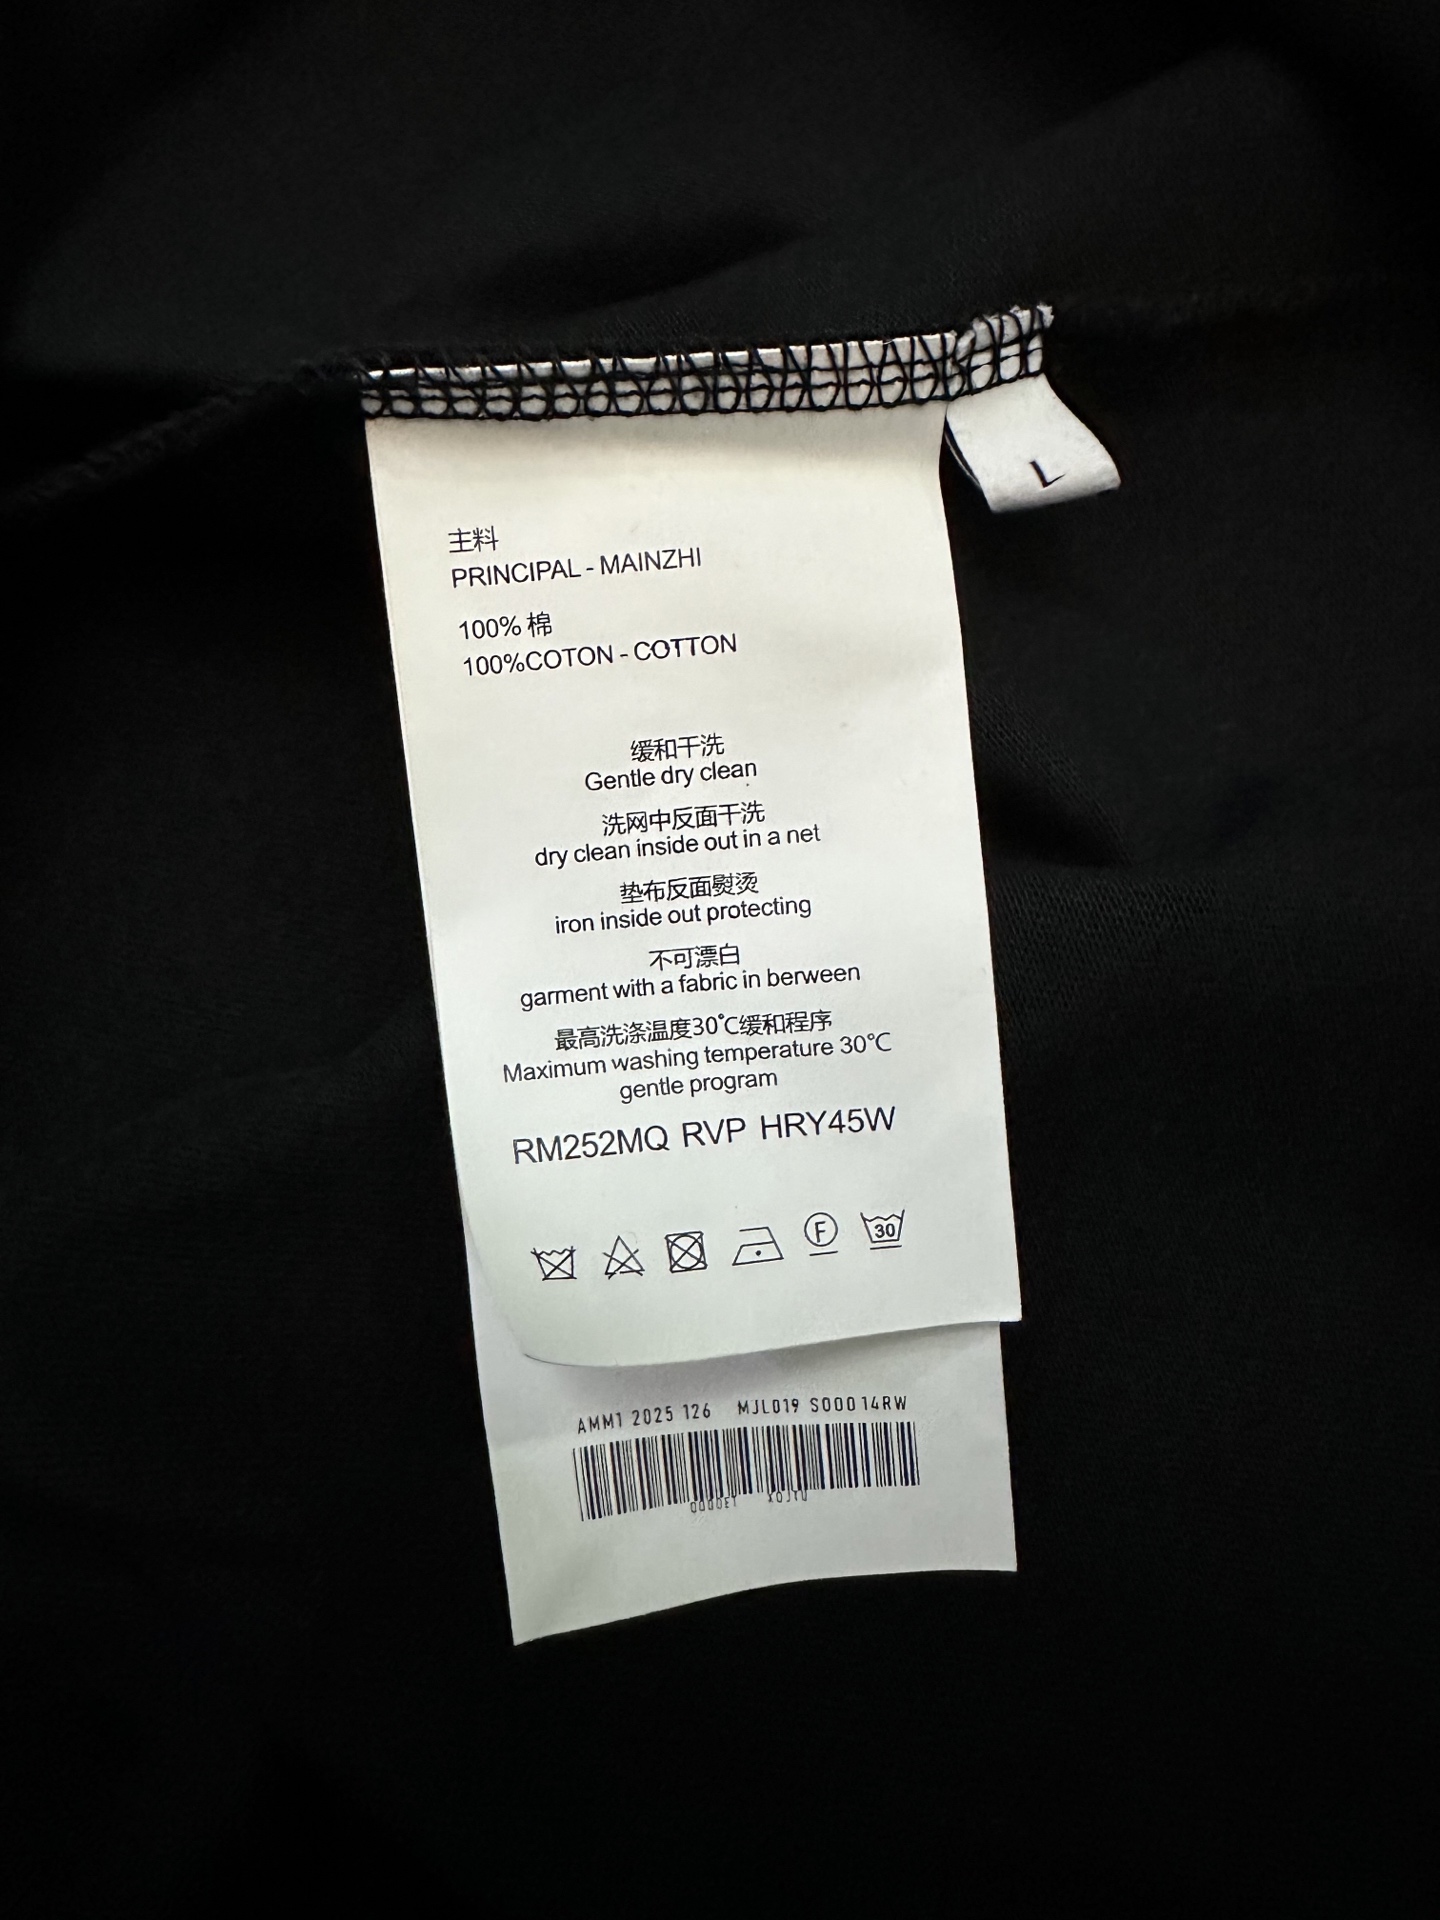 L
主料
PRINCIPAL - MAINZHI
100% 棉
100%COTON - COTTON
缓和干洗
Gentle dry clean
洗网中反面干洗
dry clean inside out in a net
垫布反面熨烫
iron inside out protecting
不可漂白
garment with a fabric in berween
最高洗涤温度30℃缓和程序
Maximum washing temperature 30℃
gentle program
RM252MQ RVP HRY45W
F
30
AMM1 2025 126 MJL019 S000 14RW